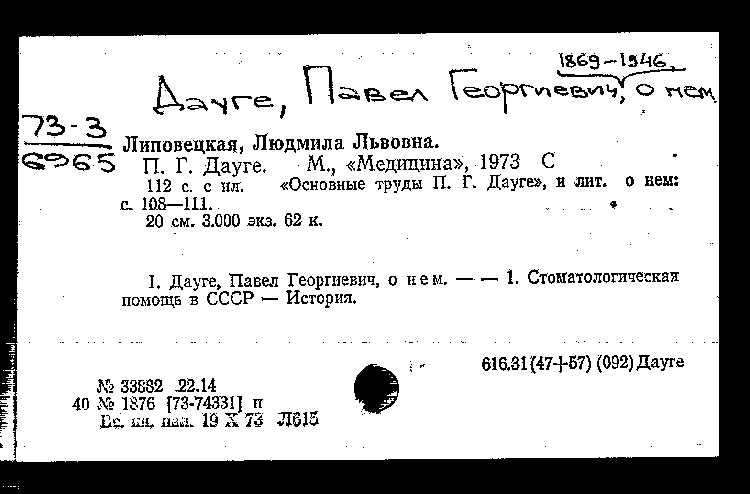 1869-1946.
Дауге, Павел Георгиевич, о нем
73-3
6965
Липовецкая, Людмила Львовна.
П. Г. Дауге. М., «Медицина», 1973 С
112 с. с ил. «Основные труды П. Г. Дауге», и лит. о нем:
с. 108—111.
20 см. 3.000 экз. 62 к.
I. Дауге, Павел Георгиевич, о нем. — — 1. Стоматологическая
помощь в СССР — История.
616.31(47+57) (092) Дауге
№ 33882 22.14
40 № 1876 [73-74331] п
Вс. кн. пал. 19 X 73 Л615